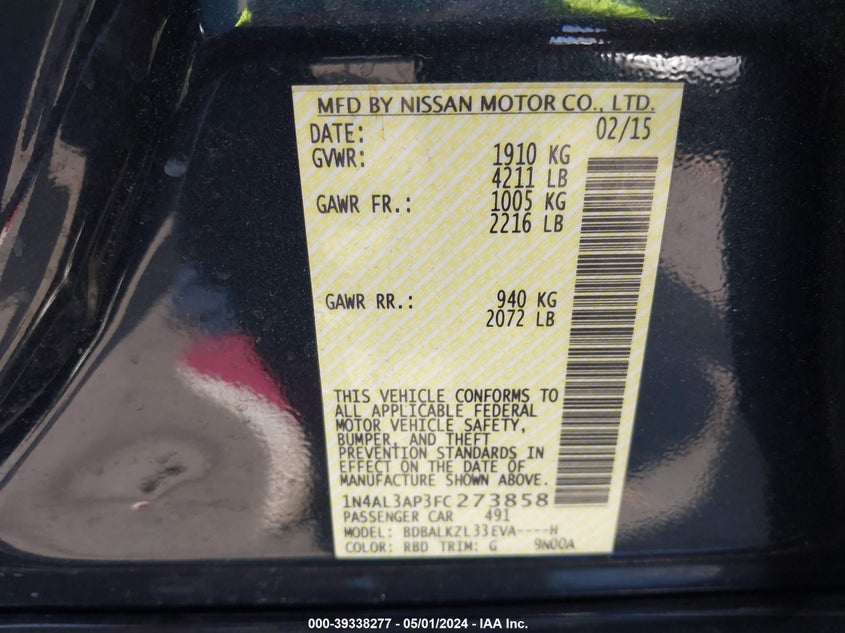 MFD BY NISSAN MOTOR CO., LTD.
DATE: 02/15
GVWR: 1910 KG
4211 LB
GAWR FR.: 1005 KG
2216 LB
GAWR RR.: 940 KG
2072 LB
THIS VEHICLE CONFORMS TO
ALL APPLICABLE FEDERAL
MOTOR VEHICLE SAFETY,
BUMPER, AND THEFT
PREVENTION STANDARDS IN
EFFECT ON THE DATE OF
MANUFACTURE SHOWN ABOVE.
1N4AL3AP3FC273858
PASSENGER CAR 491
MODEL: BDBALKZL33EVA----H
COLOR: RBD TRIM: G 9N00A
000-39338277 - 05/01/2024 - IAA Inc.